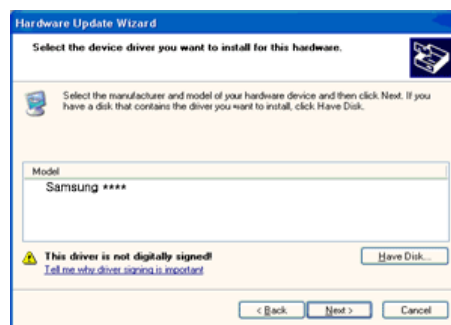 Hardware Update Wizard
Select the device driver you want to install for this hardware.
Select the manufacturer and model of your hardware device and then click Next. If you
have a disk that contains the driver you want to install, click Have Disk.
Model
Samsung ****
This driver is not digitally signed!
Have Disk...
Tell me why driver signing is important
< Back
Next >
Cancel